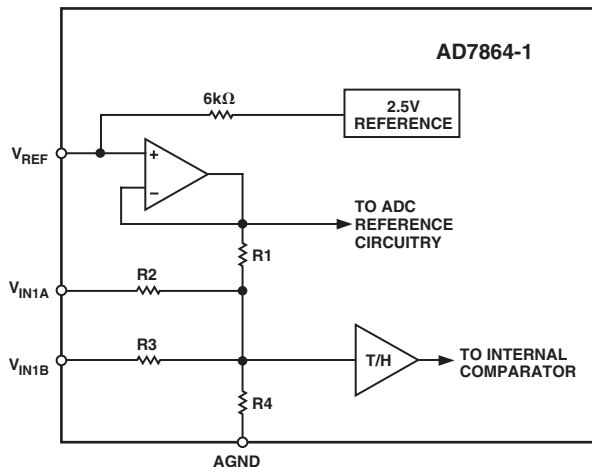 AD7864-1
6kΩ
2.5V
REFERENCE
VREF
+
−
TO ADC
REFERENCE
CIRCUITRY
R1
R2
VIN1A
R3
VIN1B
T/H
TO INTERNAL
COMPARATOR
R4
AGND